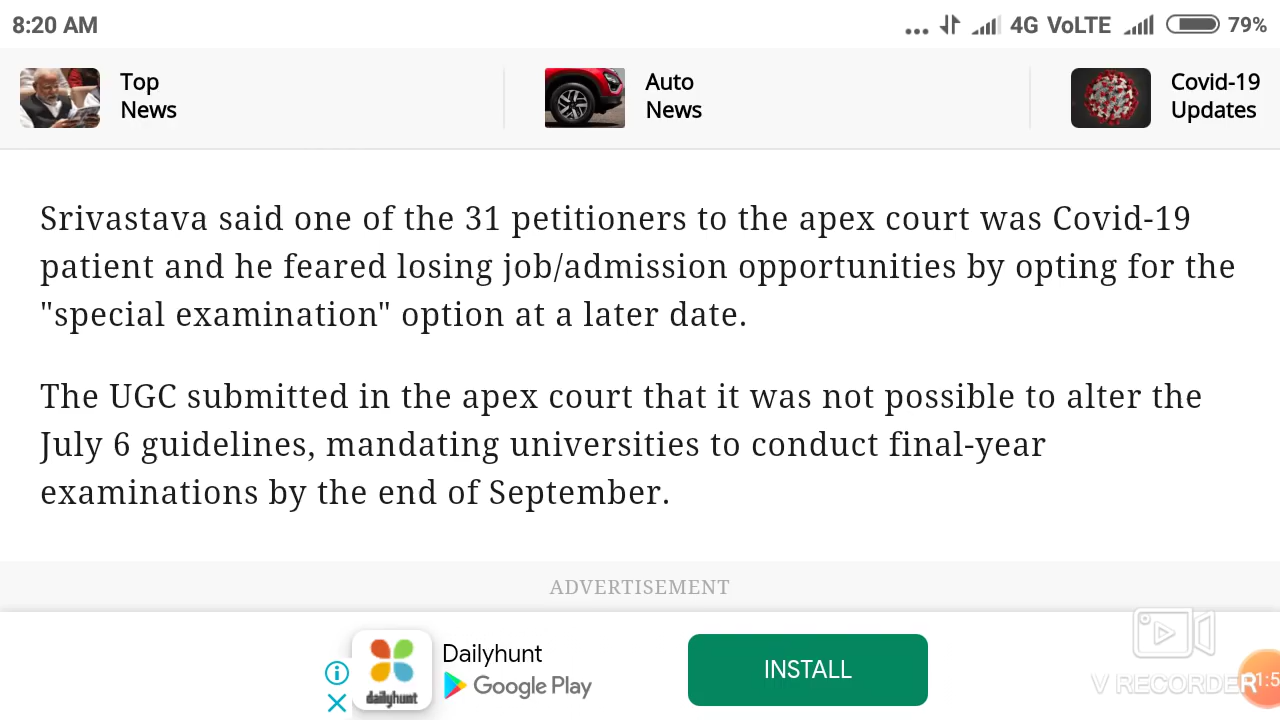 8:20 AM ... 4G VoLTE 79%
Top
News
Auto
News
Covid-19
Updates
Srivastava said one of the 31 petitioners to the apex court was Covid-19
patient and he feared losing job/admission opportunities by opting for the
"special examination" option at a later date.
The UGC submitted in the apex court that it was not possible to alter the
July 6 guidelines, mandating universities to conduct final-year
examinations by the end of September.
ADVERTISEMENT
dailyhunt
Dailyhunt
Google Play
INSTALL
V RECORDER